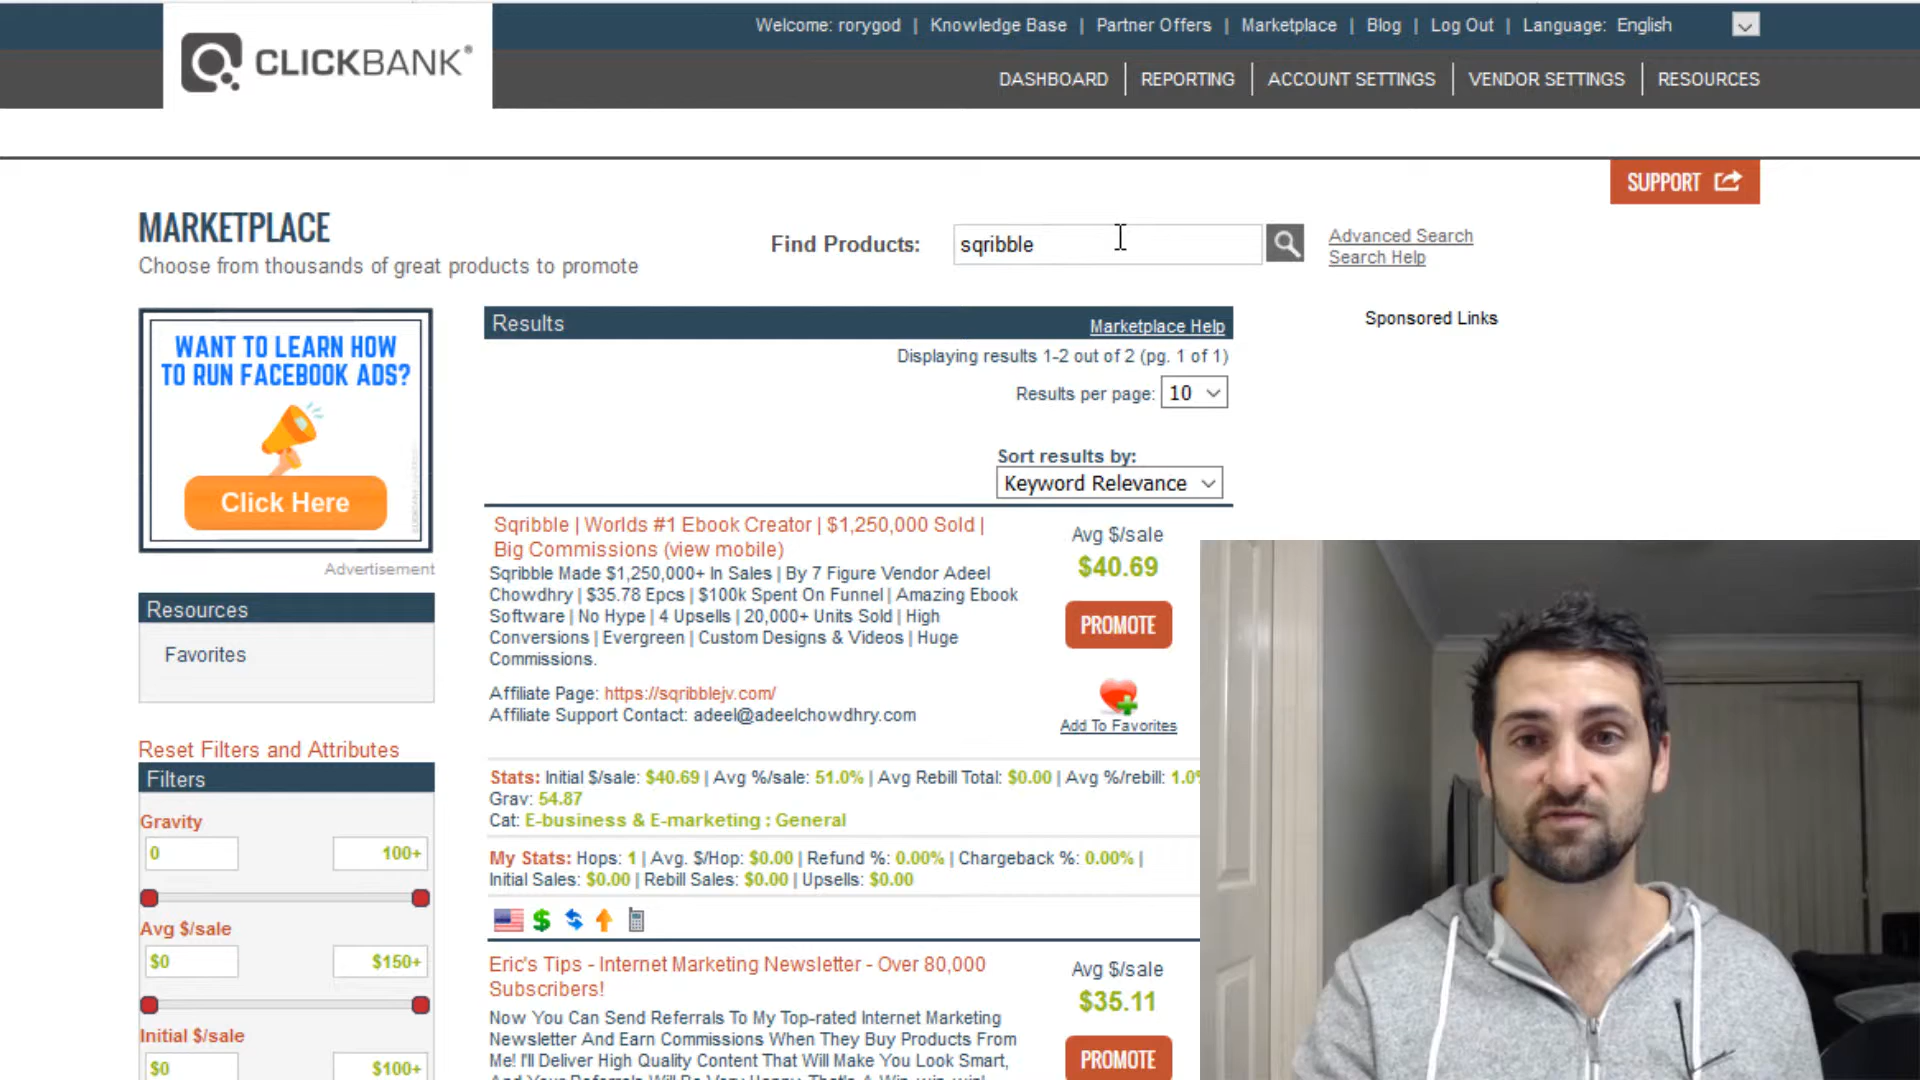 Welcome: rorygod | Knowledge Base | Partner Offers | Marketplace | Blog | Log Out | Language: English
CLICKBANK®
DASHBOARD | REPORTING | ACCOUNT SETTINGS | VENDOR SETTINGS | RESOURCES
SUPPORT
MARKETPLACE
Choose from thousands of great products to promote
Find Products: sqribble
Advanced Search
Search Help
WANT TO LEARN HOW
TO RUN FACEBOOK ADS?
Click Here
Advertisement
Resources
Favorites
Reset Filters and Attributes
Filters
Gravity
0 100+
Avg $/sale
$0 $150+
Initial $/sale
$0 $100+
Results Marketplace Help
Displaying results 1-2 out of 2 (pg. 1 of 1)
Results per page: 10
Sort results by:
Keyword Relevance
Sqribble | Worlds #1 Ebook Creator | $1,250,000 Sold |
Big Commissions (view mobile)
Sqribble Made $1,250,000+ In Sales | By 7 Figure Vendor Adeel
Chowdhry | $35.78 Epcs | $100k Spent On Funnel | Amazing Ebook
Software | No Hype | 4 Upsells | 20,000+ Units Sold | High
Conversions | Evergreen | Custom Designs & Videos | Huge
Commissions.
Affiliate Page: https://sqribblejv.com/
Affiliate Support Contact: adeel@adeelchowdhry.com
Avg $/sale
$40.69
PROMOTE
Add To Favorites
Stats: Initial $/sale: $40.69 | Avg %/sale: 51.0% | Avg Rebill Total: $0.00 | Avg %/rebill: 1.0%
Grav: 54.87
Cat: E-business & E-marketing : General
My Stats: Hops: 1 | Avg. $/Hop: $0.00 | Refund %: 0.00% | Chargeback %: 0.00% |
Initial Sales: $0.00 | Rebill Sales: $0.00 | Upsells: $0.00
Eric's Tips - Internet Marketing Newsletter - Over 80,000
Subscribers!
Now You Can Send Referrals To My Top-rated Internet Marketing
Newsletter And Earn Commissions When They Buy Products From
Me! I'll Deliver High Quality Content That Will Make You Look Smart,
And Your Referrals Will Be Very Happy. That's A Win-win-win!
Avg $/sale
$35.11
PROMOTE
Sponsored Links